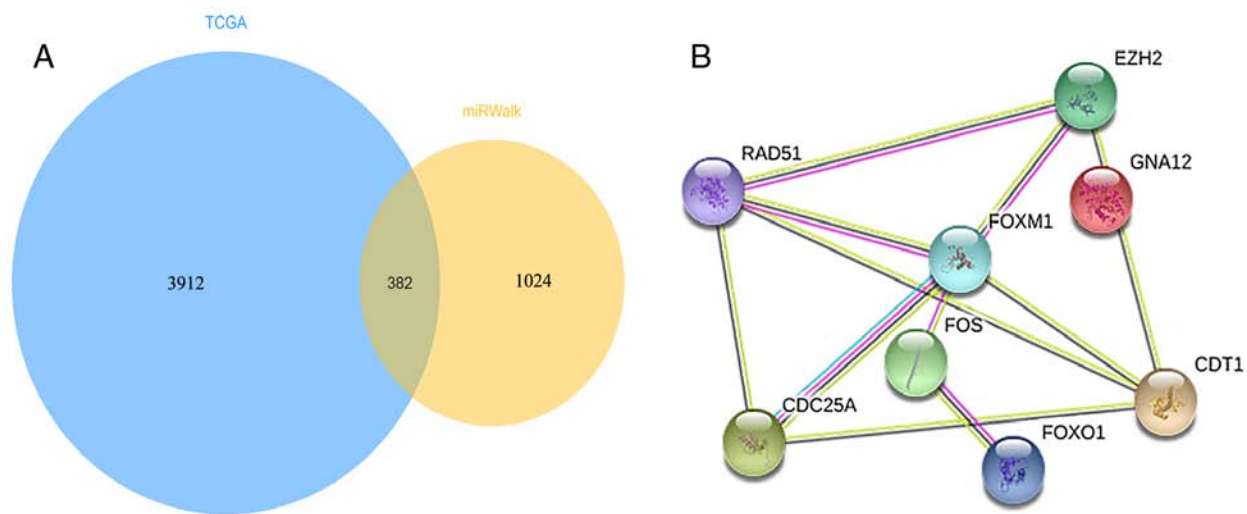 A
TCGA
miRWalk
3912
382
1024
B
EZH2
RAD51
GNA12
FOXM1
FOS
CDT1
CDC25A
FOXO1